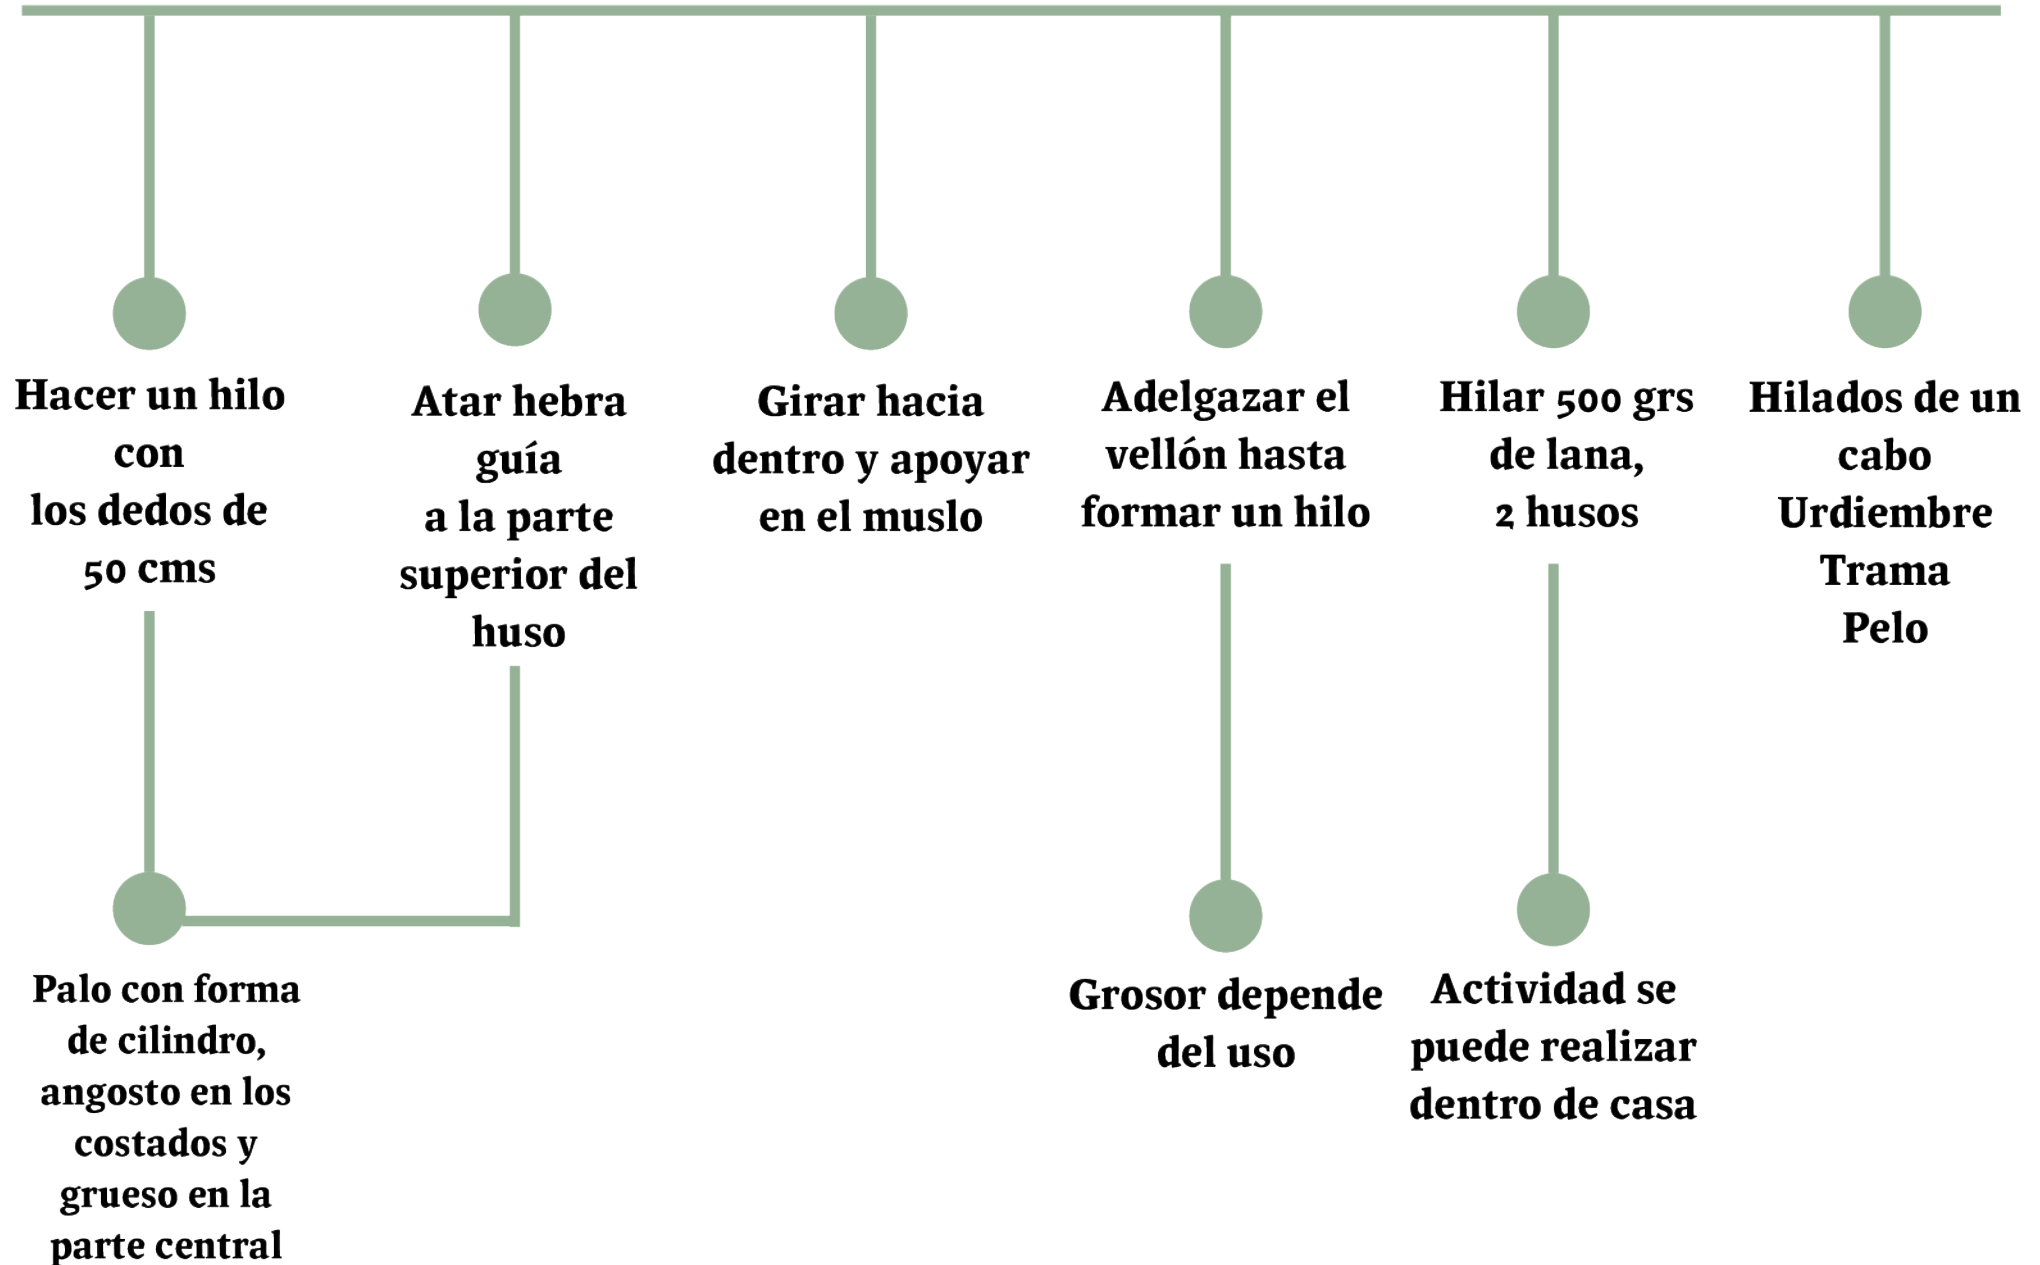 Hacer un hilo
con
los dedos de
50 cms
Atar hebra
guía
a la parte
superior del
huso
Girar hacia
dentro y apoyar
en el muslo
Adelgazar el
vellón hasta
formar un hilo
Hilar 500 grs
de lana,
2 husos
Hilados de un
cabo
Urdiembre
Trama
Pelo
Palo con forma
de cilindro,
angosto en los
costados y
grueso en la
parte central
Grosor depende
del uso
Actividad se
puede realizar
dentro de casa